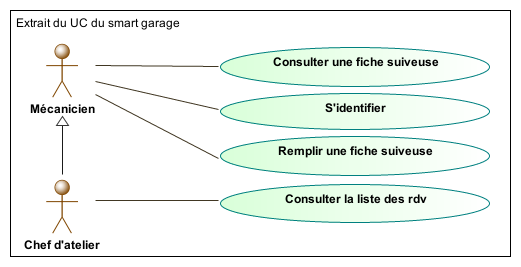 Extrait du UC du smart garage
Consulter une fiche suiveuse
S'identifier
Mécanicien
Remplir une fiche suiveuse
Consulter la liste des rdv
Chef d'atelier